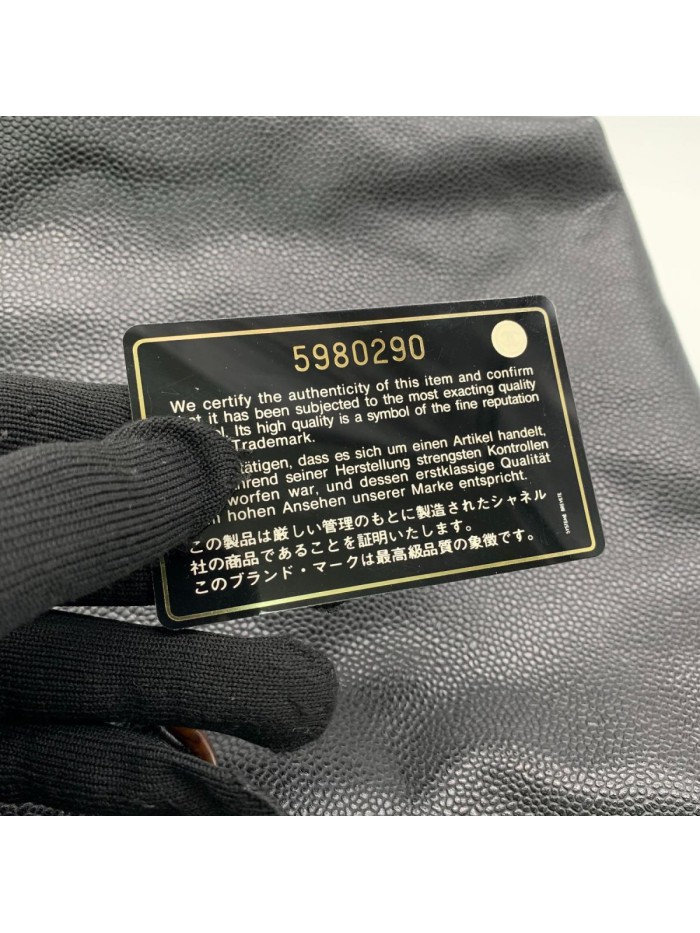 5980290
We certify the authenticity of this item and confirm
it has been subjected to the most exacting quality
Its high quality is a symbol of the fine reputation
Trademark.
dass es sich um einen Artikel handelt,
seiner Herstellung strengsten Kontrollen
worfen war, und dessen erstklassige Qualität
hohen Ansehen unserer Marke entspricht.
この製品は厳しい管理のもとに製造されたシャネル
社の商品であることを証明いたします。
このブランド・マークは最高級品質の象徴です。